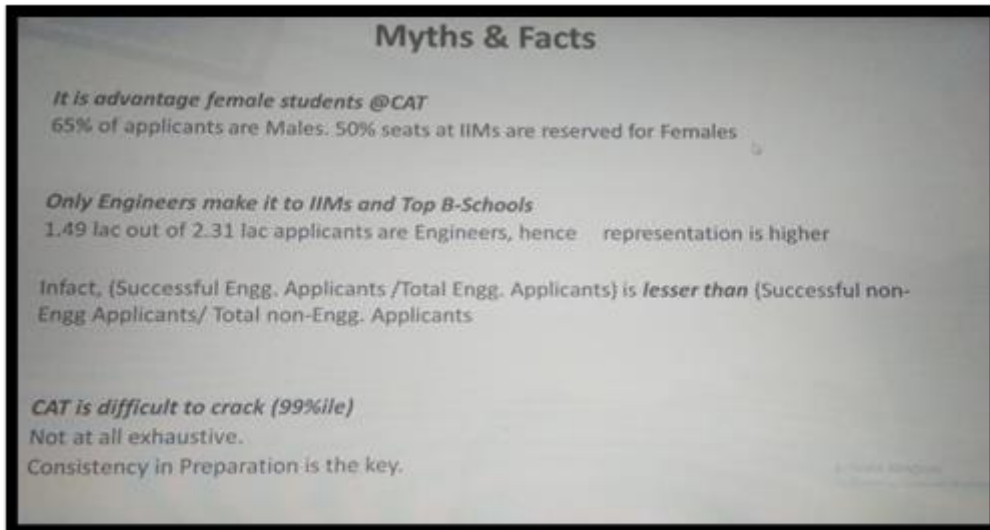 Myths & Facts
It is advantage female students @CAT
65% of applicants are Males. 50% seats at IIMs are reserved for Females
Only Engineers make it to IIMs and Top B-Schools
1.49 lac out of 2.31 lac applicants are Engineers, hence representation is higher
Infact, (Successful Engg. Applicants /Total Engg. Applicants) is lesser than (Successful non-
Engg Applicants/ Total non-Engg. Applicants
CAT is difficult to crack (99%ile)
Not at all exhaustive.
Consistency in Preparation is the key.